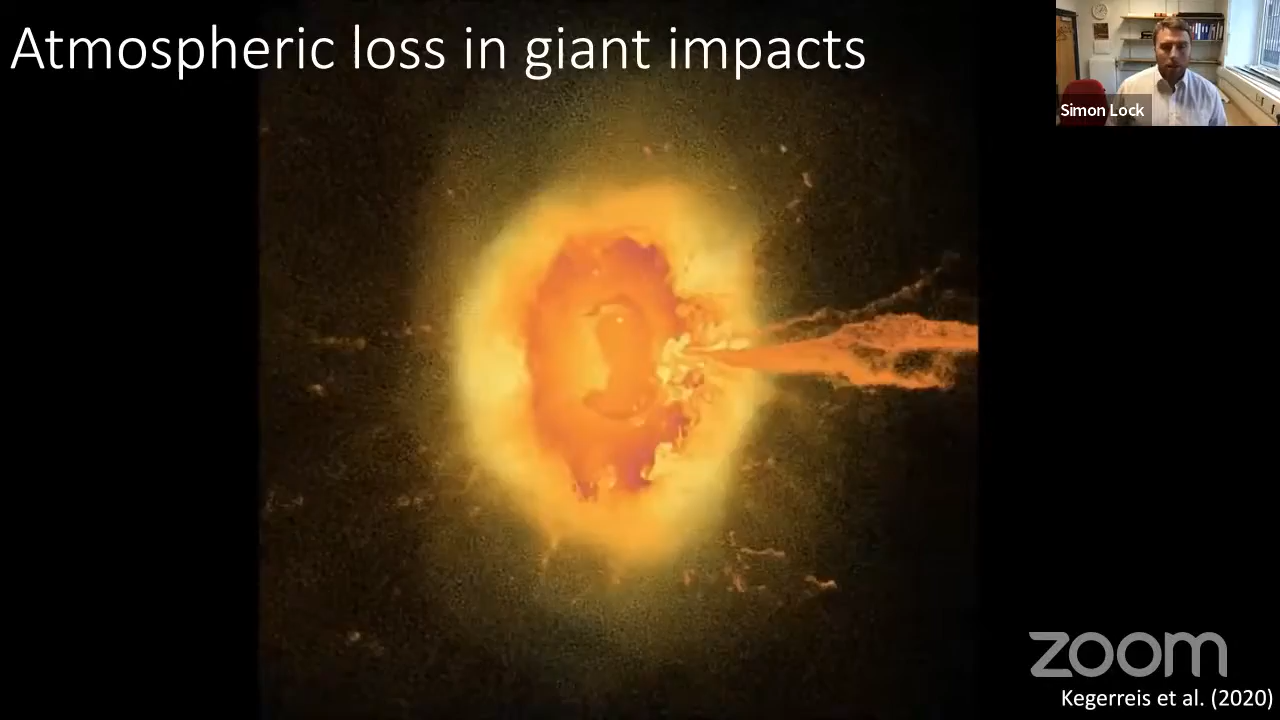 Atmospheric loss in giant impacts
Simon Lock
zoom
Kegerreis et al. (2020)